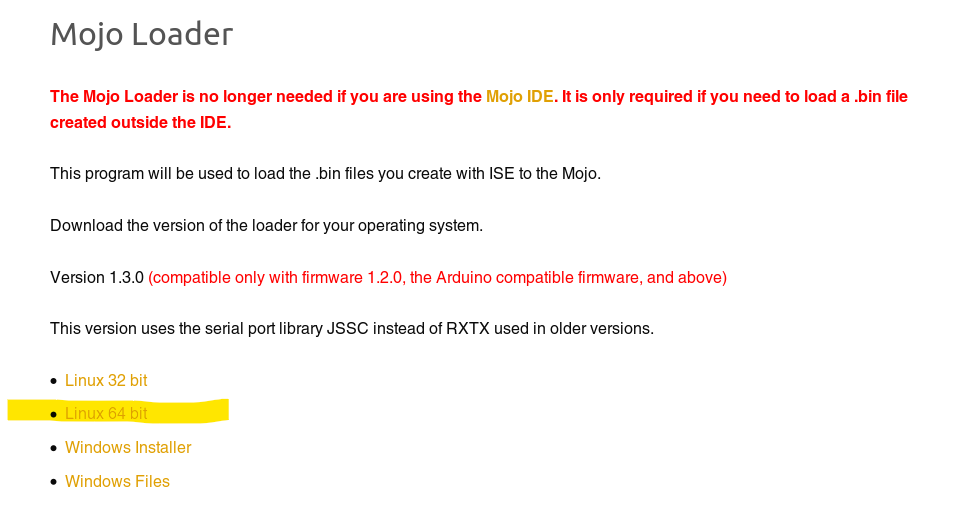 Mojo Loader
The Mojo Loader is no longer needed if you are using the Mojo IDE. It is only required if you need to load a .bin file
created outside the IDE.
This program will be used to load the .bin files you create with ISE to the Mojo.
Download the version of the loader for your operating system.
Version 1.3.0 (compatible only with firmware 1.2.0, the Arduino compatible firmware, and above)
This version uses the serial port library JSSC instead of RXTX used in older versions.
• Linux 32 bit
• Linux 64 bit
• Windows Installer
• Windows Files